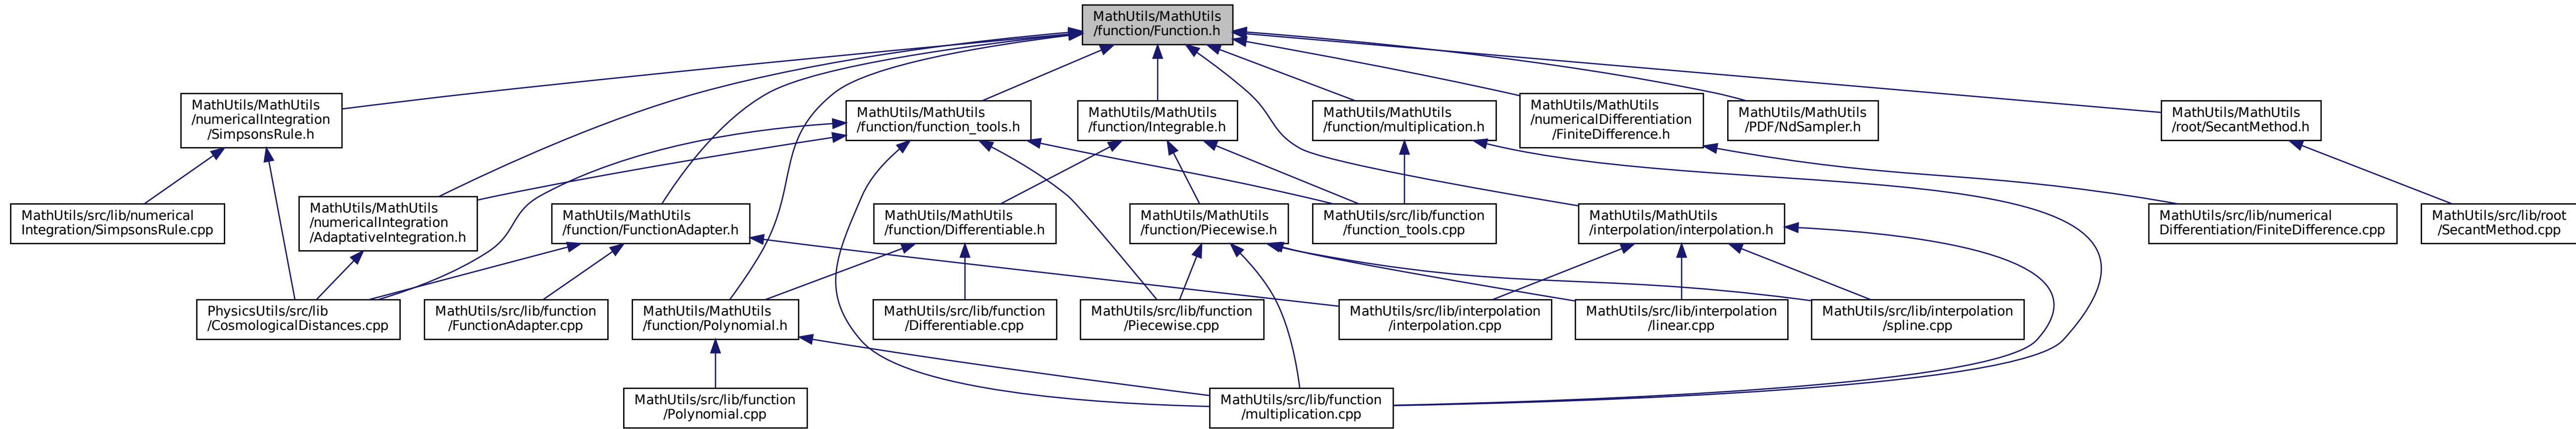 MathUtils/MathUtils
/function/Function.h
MathUtils/MathUtils
/numericalIntegration
/SimpsonsRule.h
MathUtils/MathUtils
/function/function_tools.h
MathUtils/MathUtils
/function/Integrable.h
MathUtils/MathUtils
/function/multiplication.h
MathUtils/MathUtils
/numericalDifferentiation
/FiniteDifference.h
MathUtils/MathUtils
/PDF/NdSampler.h
MathUtils/MathUtils
/root/SecantMethod.h
MathUtils/src/lib/numerical
Integration/SimpsonsRule.cpp
MathUtils/MathUtils
/numericalIntegration
/AdaptativeIntegration.h
MathUtils/MathUtils
/function/FunctionAdapter.h
MathUtils/MathUtils
/function/Differentiable.h
MathUtils/MathUtils
/function/Piecewise.h
MathUtils/src/lib/function
/function_tools.cpp
MathUtils/MathUtils
/interpolation/interpolation.h
MathUtils/src/lib/numerical
Differentiation/FiniteDifference.cpp
MathUtils/src/lib/root
/SecantMethod.cpp
PhysicsUtils/src/lib
/CosmologicalDistances.cpp
MathUtils/src/lib/function
/FunctionAdapter.cpp
MathUtils/MathUtils
/function/Polynomial.h
MathUtils/src/lib/function
/Differentiable.cpp
MathUtils/src/lib/function
/Piecewise.cpp
MathUtils/src/lib/interpolation
/interpolation.cpp
MathUtils/src/lib/interpolation
/linear.cpp
MathUtils/src/lib/interpolation
/spline.cpp
MathUtils/src/lib/function
/Polynomial.cpp
MathUtils/src/lib/function
/multiplication.cpp